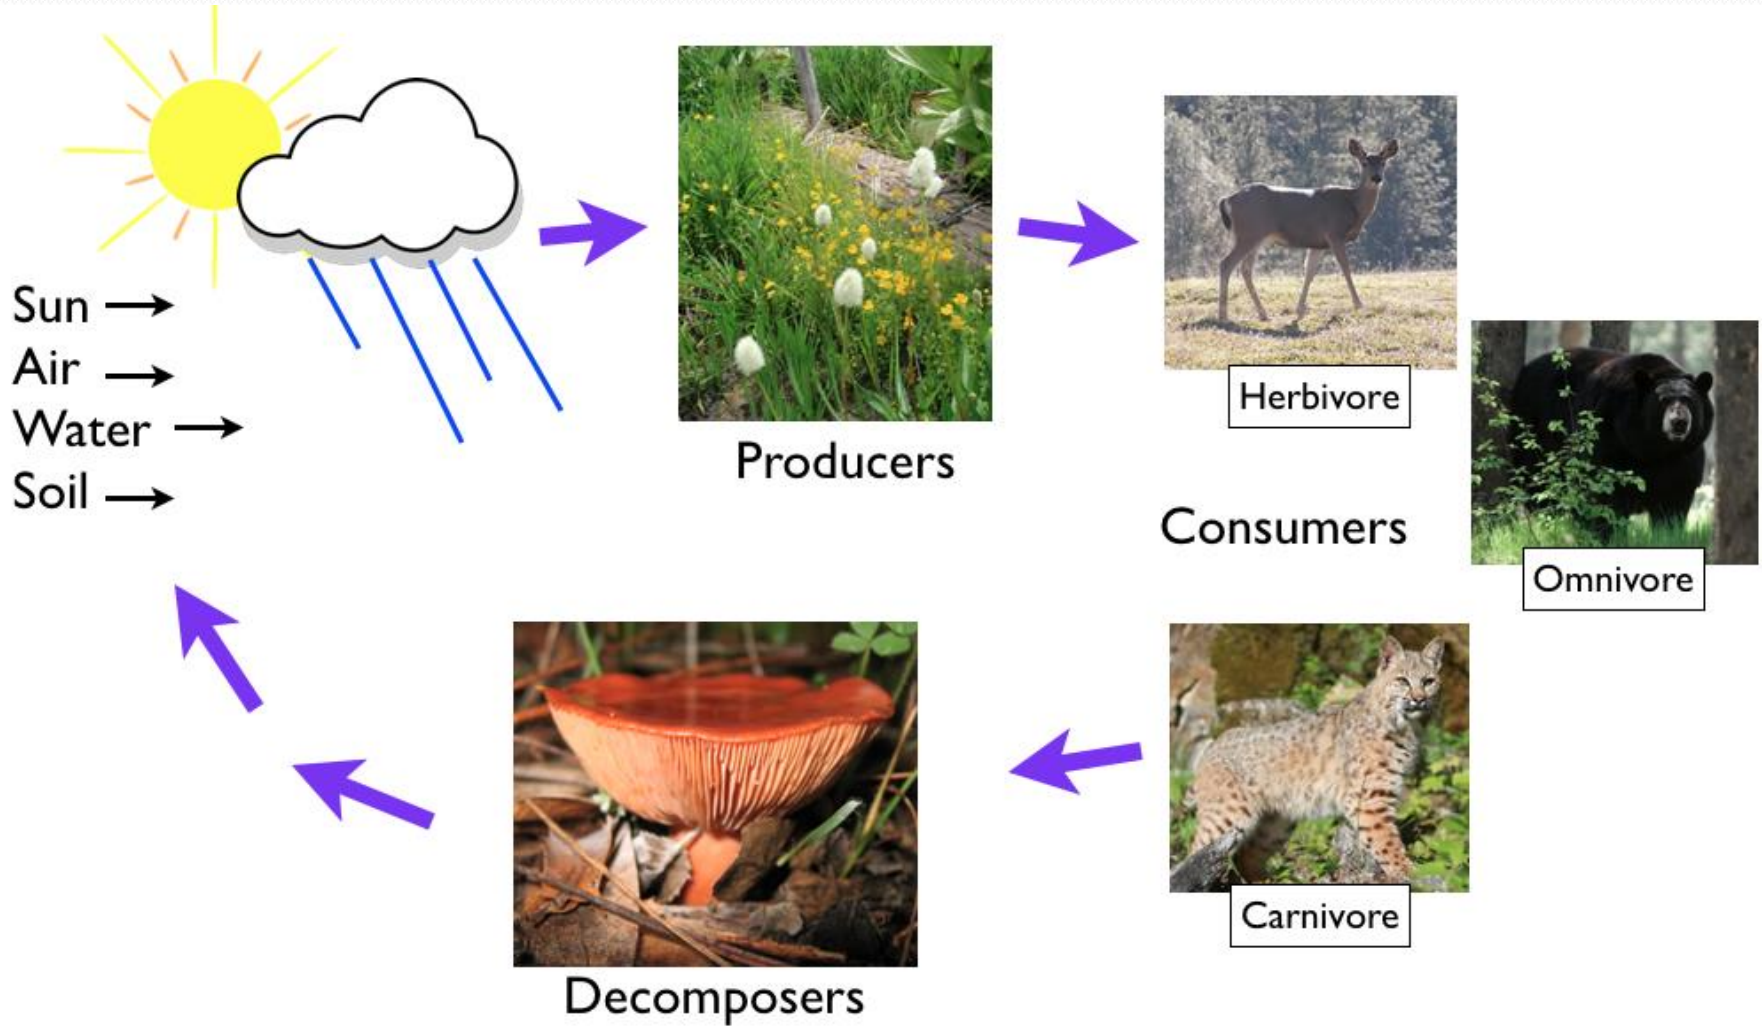 Sun
Air
Water
Soil
Producers
Herbivore
Consumers
Omnivore
Carnivore
Decomposers